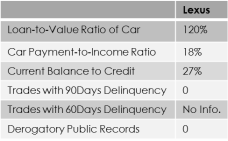 Lexus
Loan-to-Value Ratio of Car 120%
Car Payment-to-Income Ratio 18%
Current Balance to Credit 27%
Trades with 90Days Delinquency 0
Trades with 60Days Delinquency No Info.
Derogatory Public Records 0